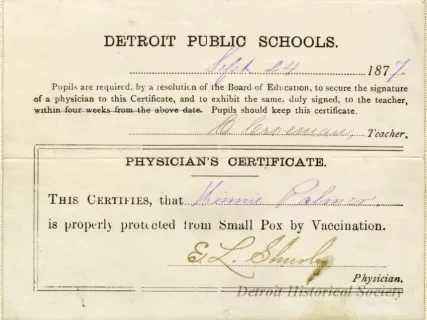 DETROIT PUBLIC SCHOOLS.
Sept. 24 1877.
Pupils are required, by a resolution of the Board of Education, to secure the signature
of a physician to this Certificate, and to exhibit the same, duly signed, to the teacher,
within four weeks from the above date. Pupils should keep this certificate.
C Crosman, Teacher.
PHYSICIAN'S CERTIFICATE.
THIS CERTIFIES, that Minnie Palmer
is properly protected from Small Pox by Vaccination.
E. L. Shurly
Physician.
Detroit Historical Society